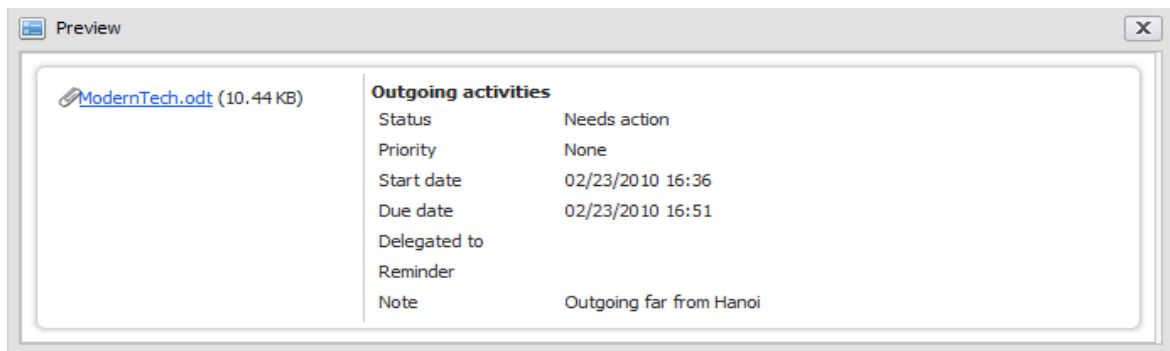 Preview
ModernTech.odt (10.44 KB)
Outgoing activities
Status Needs action
Priority None
Start date 02/23/2010 16:36
Due date 02/23/2010 16:51
Delegated to
Reminder
Note Outgoing far from Hanoi